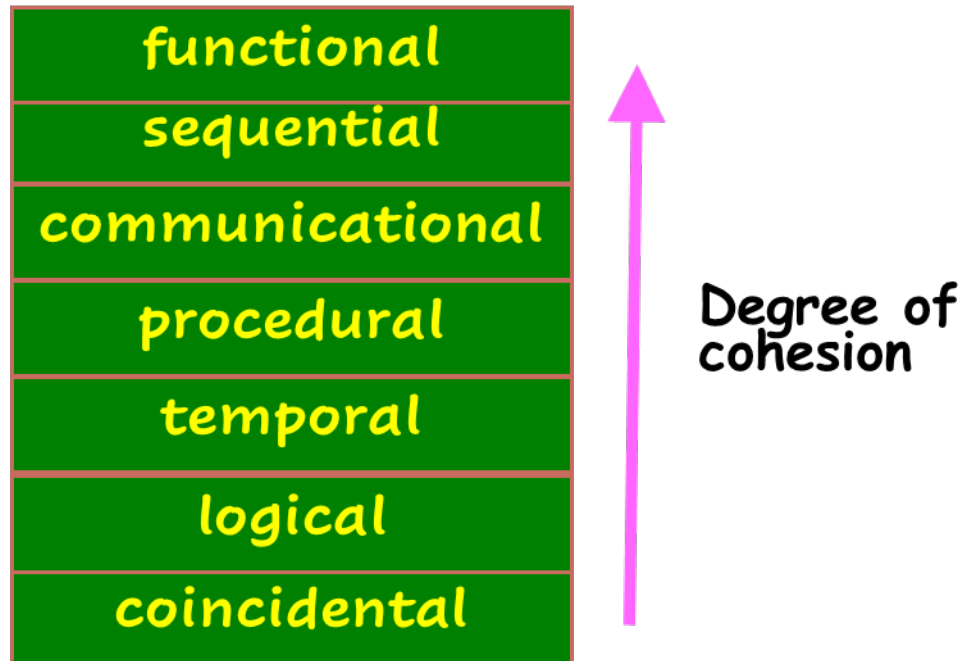 functional
sequential
communicational
procedural
temporal
logical
coincidental
Degree of
cohesion